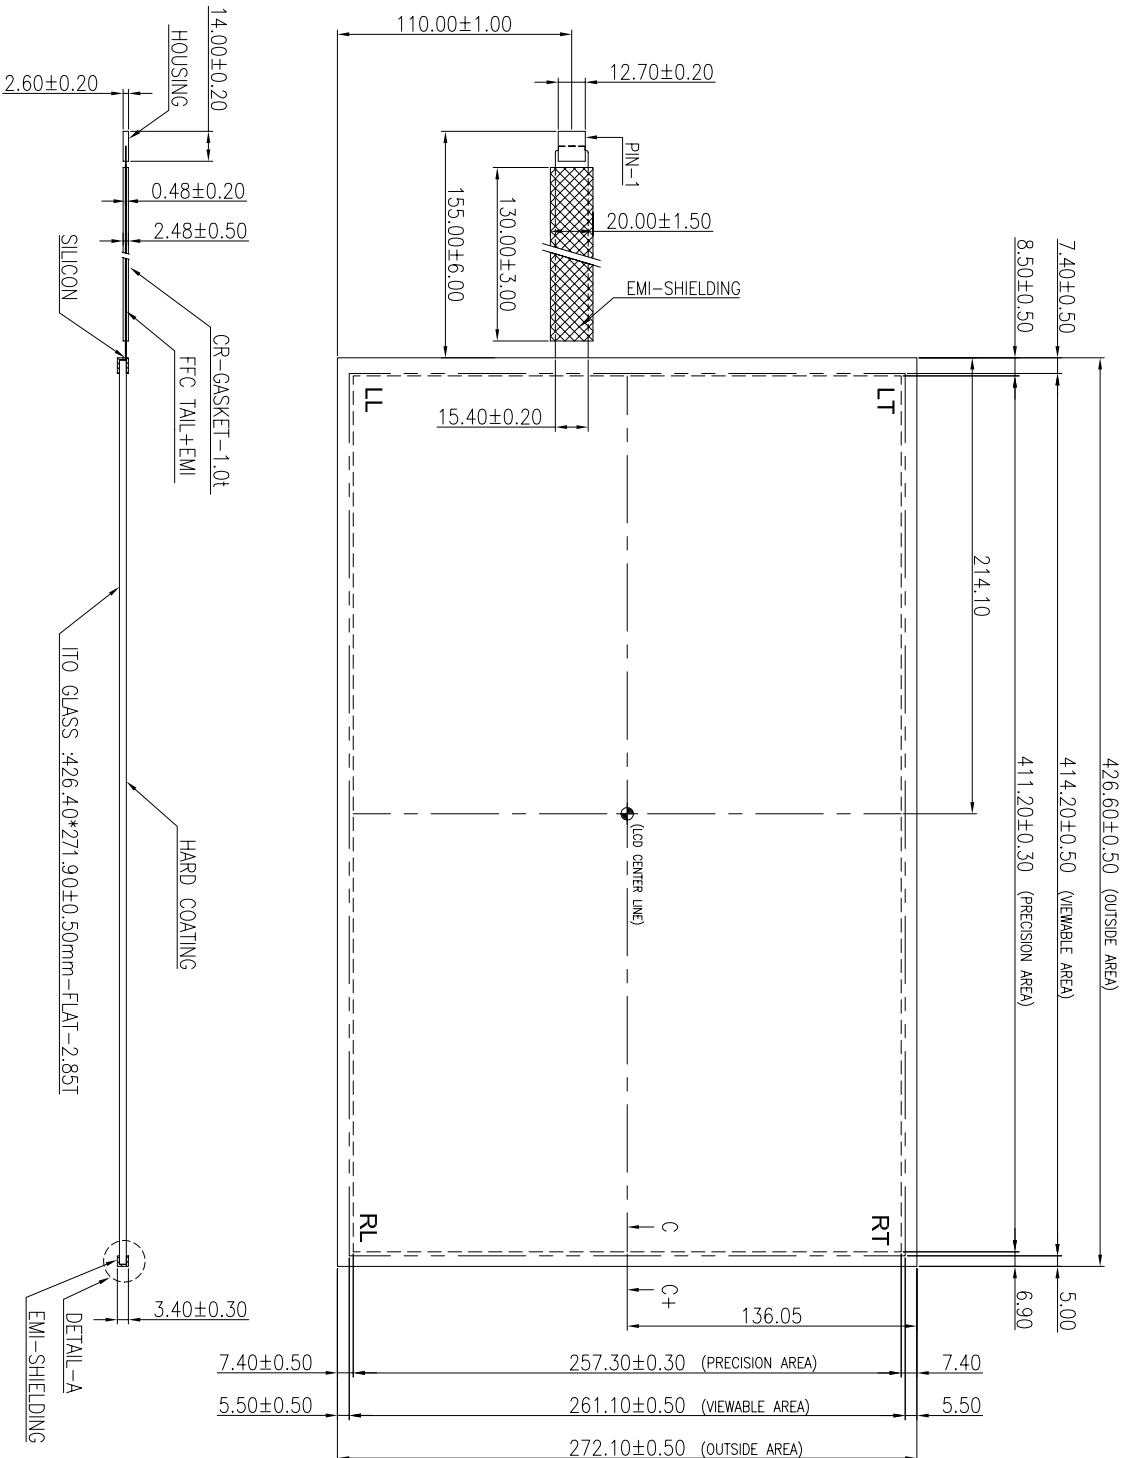 110.00±1.00
12.70±0.20
14.00±0.20
HOUSING
2.60±0.20
PIN-1
0.48±0.20
2.48±0.50
155.00±6.00
130.00±3.00
20.00±1.50
EMI-SHIELDING
SILICON
CR-GASKET-1.0t
FFC TAIL+EMI
8.50±0.50
7.40±0.50
LL
LT
15.40±0.20
214.10
(LCD CENTER LINE)
411.20±0.30 (PRECISION AREA)
414.20±0.50 (VIEWABLE AREA)
426.60±0.50 (OUTSIDE AREA)
ITO GLASS :426.40*271.90±0.50mm-FLAT-2.85T
HARD COATING
RL
RT
C
C+
6.90
5.00
136.05
3.40±0.30
DETAIL-A
EMI-SHIELDING
7.40±0.50
257.30±0.30 (PRECISION AREA)
7.40
5.50±0.50
261.10±0.50 (VIEWABLE AREA)
5.50
272.10±0.50 (OUTSIDE AREA)